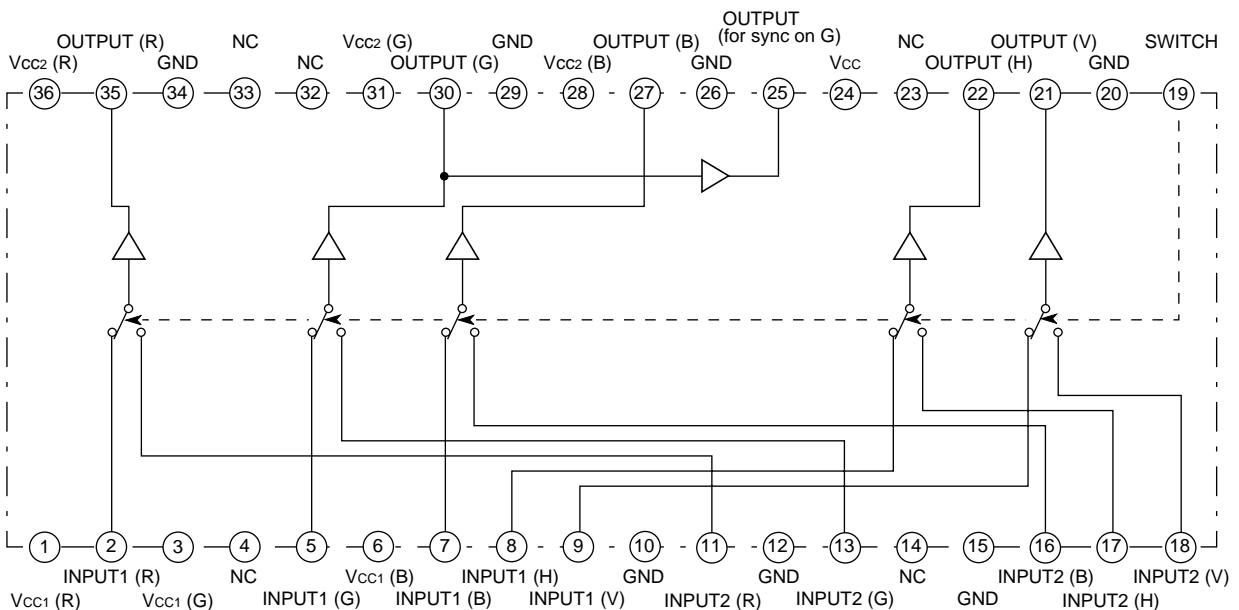 OUTPUT
OUTPUT (R) NC Vcc2 (G) GND OUTPUT (B) (for sync on G) NC OUTPUT (V) SWITCH
Vcc2 (R) GND NC OUTPUT (G) Vcc2 (B) GND Vcc OUTPUT (H) GND
36 35 34 33 32 31 30 29 28 27 26 25 24 23 22 21 20 19
1 2 3 4 5 6 7 8 9 10 11 12 13 14 15 16 17 18
INPUT1 (R) NC Vcc1 (B) INPUT1 (H) GND GND NC INPUT2 (B) INPUT2 (V)
Vcc1 (R) Vcc1 (G) INPUT1 (G) INPUT1 (B) INPUT1 (V) INPUT2 (R) INPUT2 (G) GND INPUT2 (H)